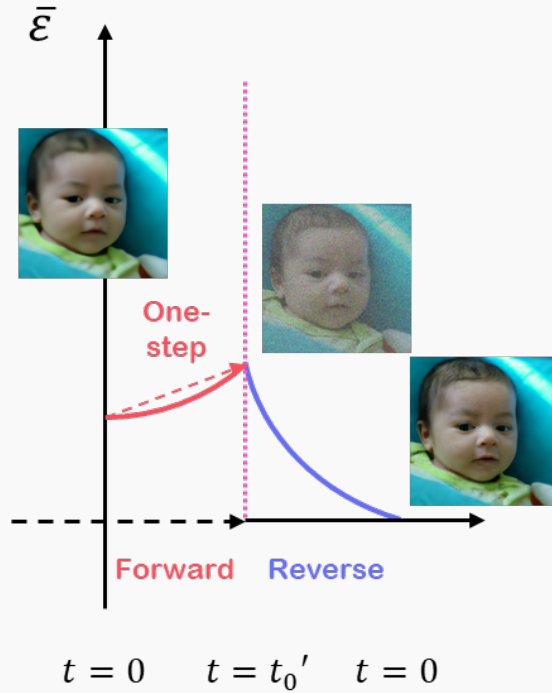 ε̄
One-
step
Forward Reverse
t = 0 t = t₀′ t = 0